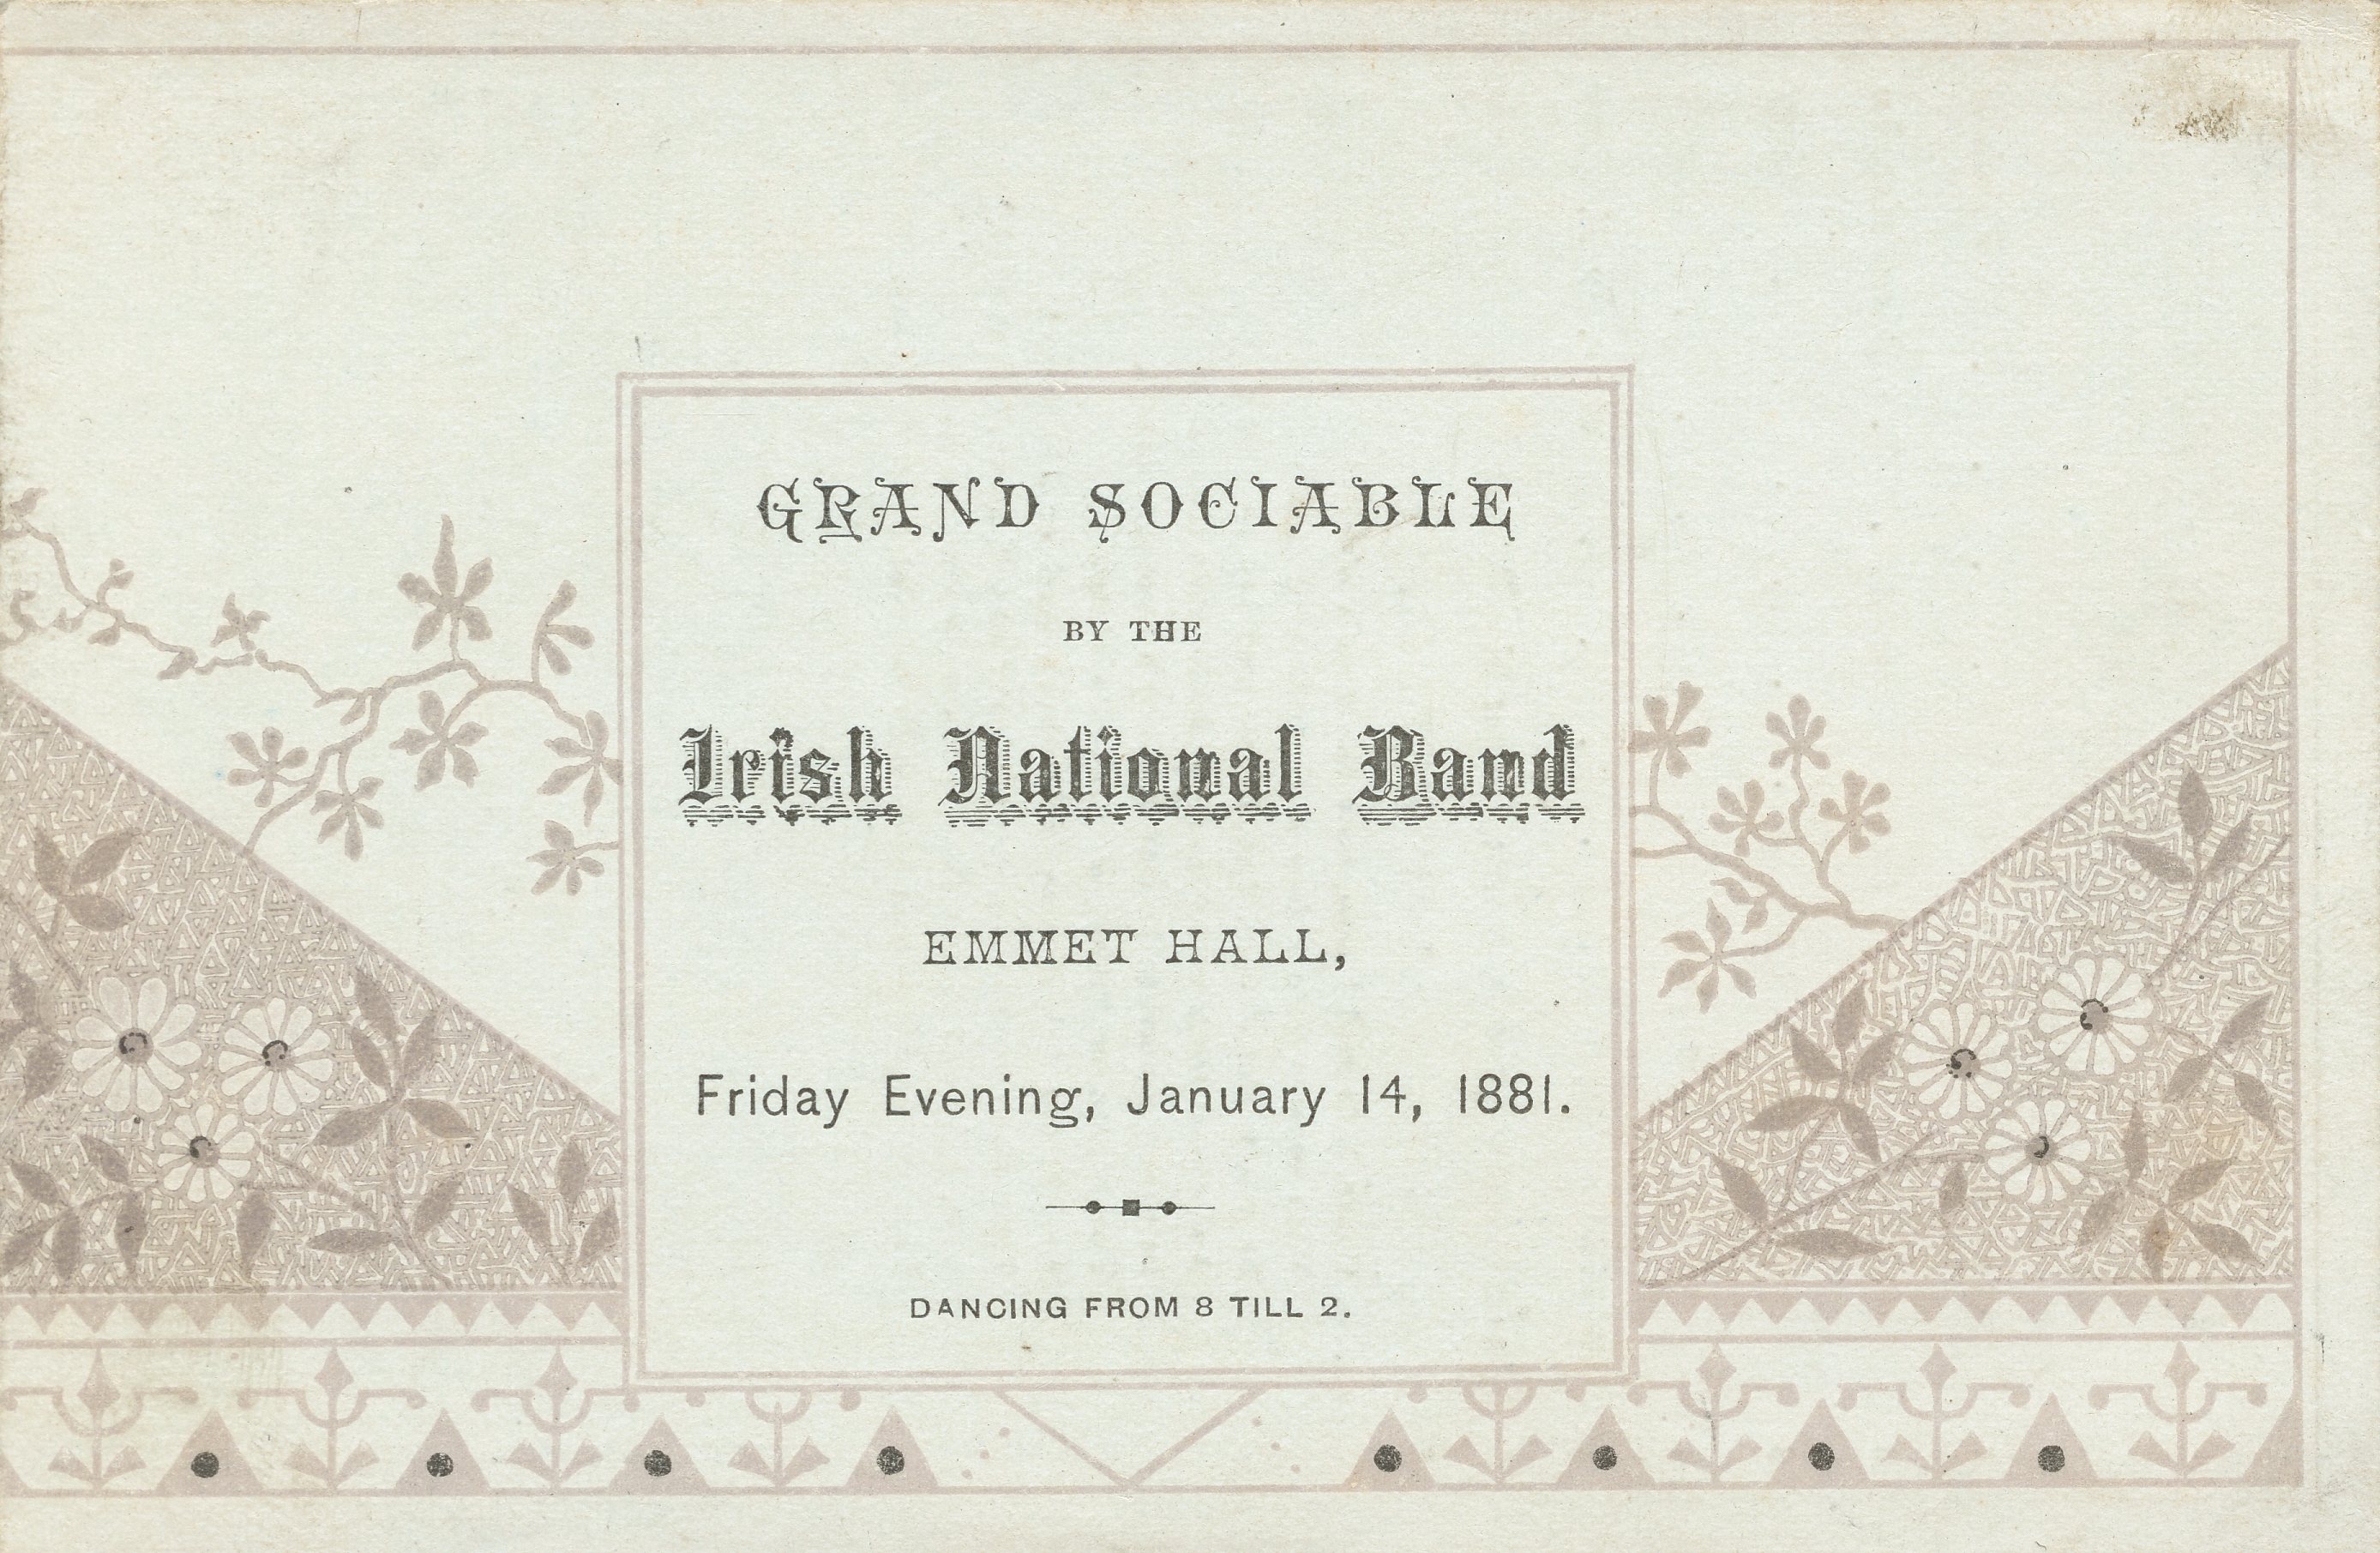 GRAND SOCIABLE
BY THE
Irish National Band
EMMET HALL,
Friday Evening, January 14, 1881.
DANCING FROM 8 TILL 2.